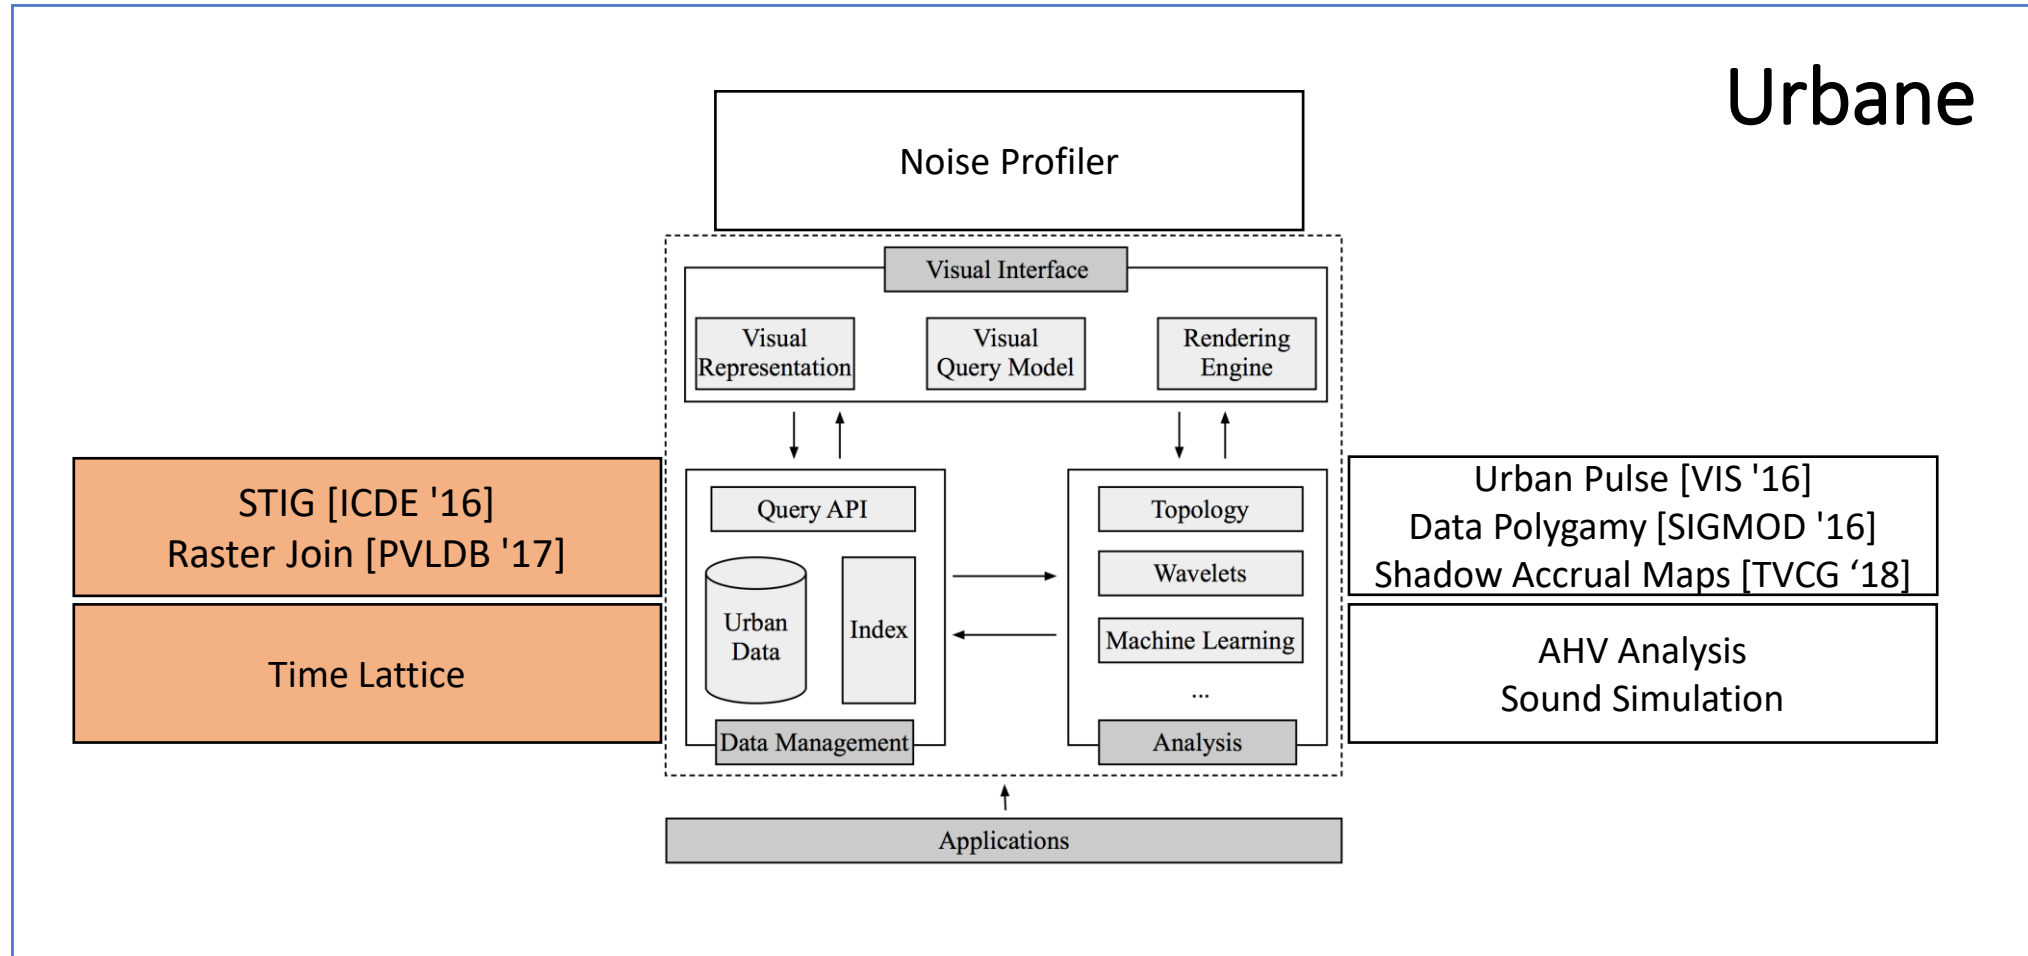 Urbane
Noise Profiler
Visual Interface
Visual
Representation
Visual
Query Model
Rendering
Engine
STIG [ICDE '16]
Raster Join [PVLDB '17]
Time Lattice
Query API
Urban
Data
Index
Data Management
Topology
Wavelets
Machine Learning
...
Analysis
Urban Pulse [VIS '16]
Data Polygamy [SIGMOD '16]
Shadow Accrual Maps [TVCG ‘18]
AHV Analysis
Sound Simulation
Applications